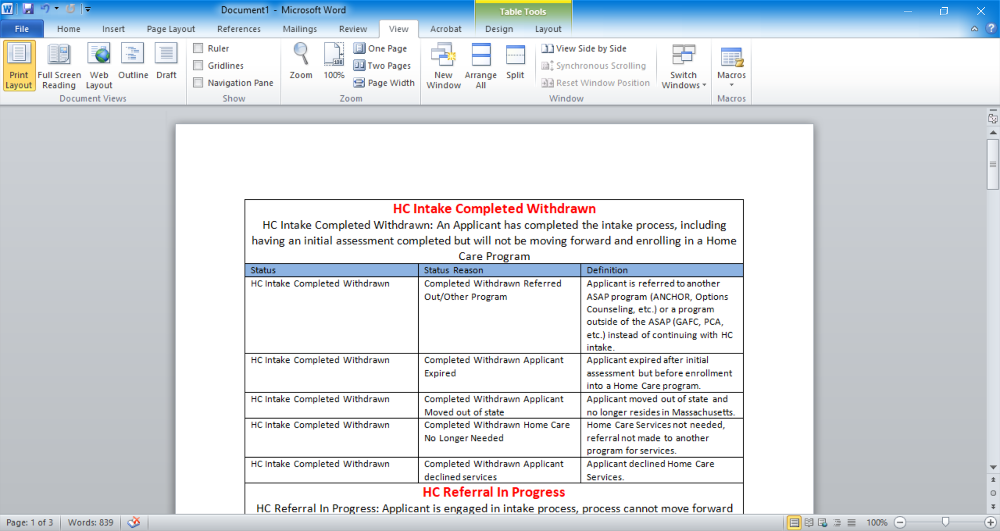 Document1 - Microsoft Word
Table Tools
File Home Insert Page Layout References Mailings Review View Acrobat Design Layout
Print Layout
Full Screen Reading
Web Layout
Outline
Draft
Document Views
Ruler
Gridlines
Navigation Pane
Show
Zoom
100
100%
One Page
Two Pages
Page Width
Zoom
New Window
Arrange All
Split
View Side by Side
Synchronous Scrolling
Reset Window Position
Window
Switch Windows
Macros
Macros
HC Intake Completed Withdrawn
HC Intake Completed Withdrawn: An Applicant has completed the intake process, including
having an initial assessment completed but will not be moving forward and enrolling in a Home
Care Program
Status Status Reason Definition
HC Intake Completed Withdrawn
Completed Withdrawn Referred
Out/Other Program
Applicant is referred to another
ASAP program (ANCHOR, Options
Counseling, etc.) or a program
outside of the ASAP (GAFC, PCA,
etc.) instead of continuing with HC
intake.
HC Intake Completed Withdrawn
Completed Withdrawn Applicant
Expired
Applicant expired after initial
assessment but before enrollment
into a Home Care program.
HC Intake Completed Withdrawn
Completed Withdrawn Applicant
Moved out of state
Applicant moved out of state and
no longer resides in Massachusetts.
HC Intake Completed Withdrawn
Completed Withdrawn Home Care
No Longer Needed
Home Care Services not needed,
referral not made to another
program for services.
HC Intake Completed Withdrawn
Completed Withdrawn Applicant
declined services
Applicant declined Home Care
Services.
HC Referral In Progress
HC Referral In Progress: Applicant is engaged in intake process, process cannot move forward
Page: 1 of 3 Words: 839 100%